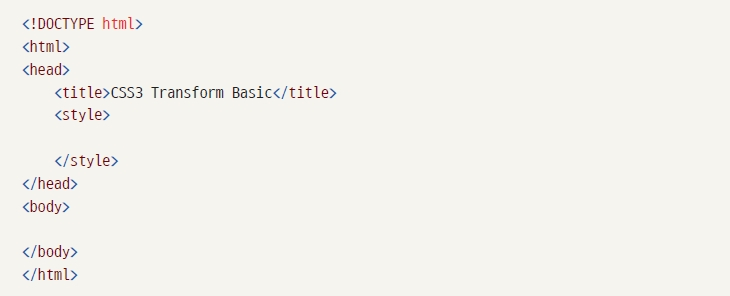 <!DOCTYPE html>
<html>
<head>
    <title>CSS3 Transform Basic</title>
    <style>

    </style>
</head>
<body>

</body>
</html>